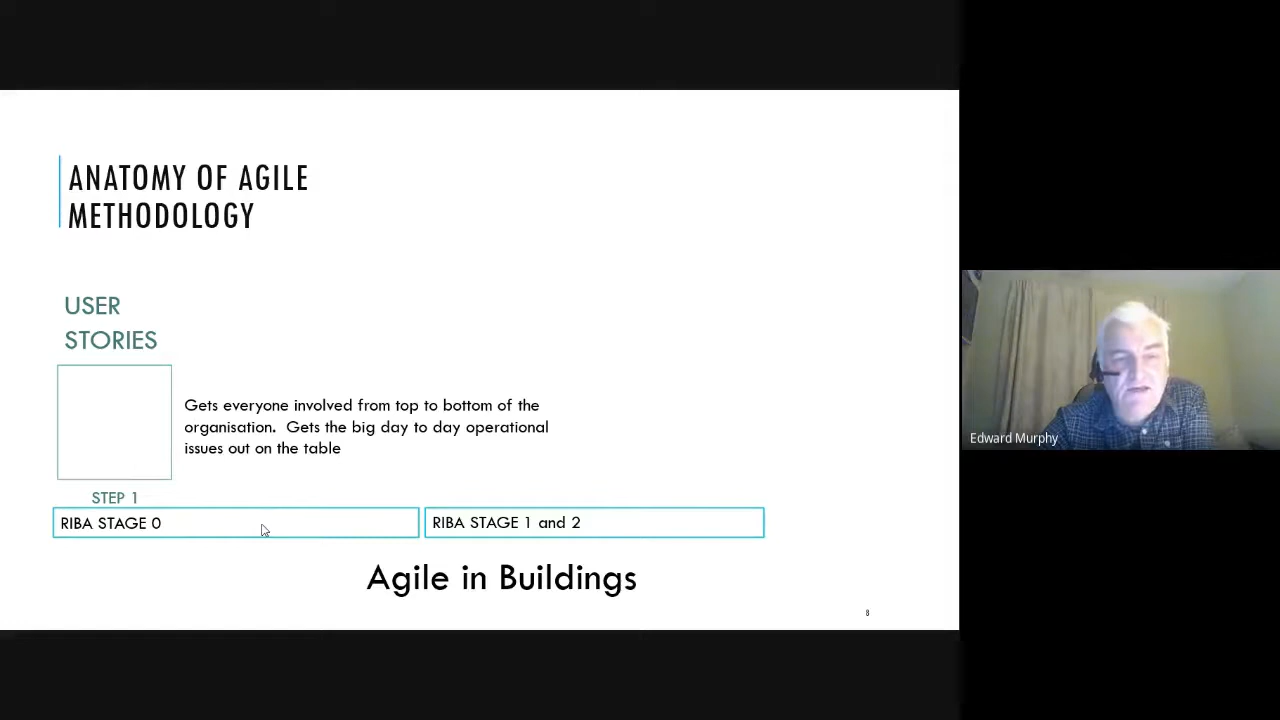 ANATOMY OF AGILE
METHODOLOGY
USER
STORIES
Gets everyone involved from top to bottom of the
organisation.  Gets the big day to day operational
issues out on the table
STEP 1
RIBA STAGE 0
RIBA STAGE 1 and 2
Agile in Buildings
8
Edward Murphy